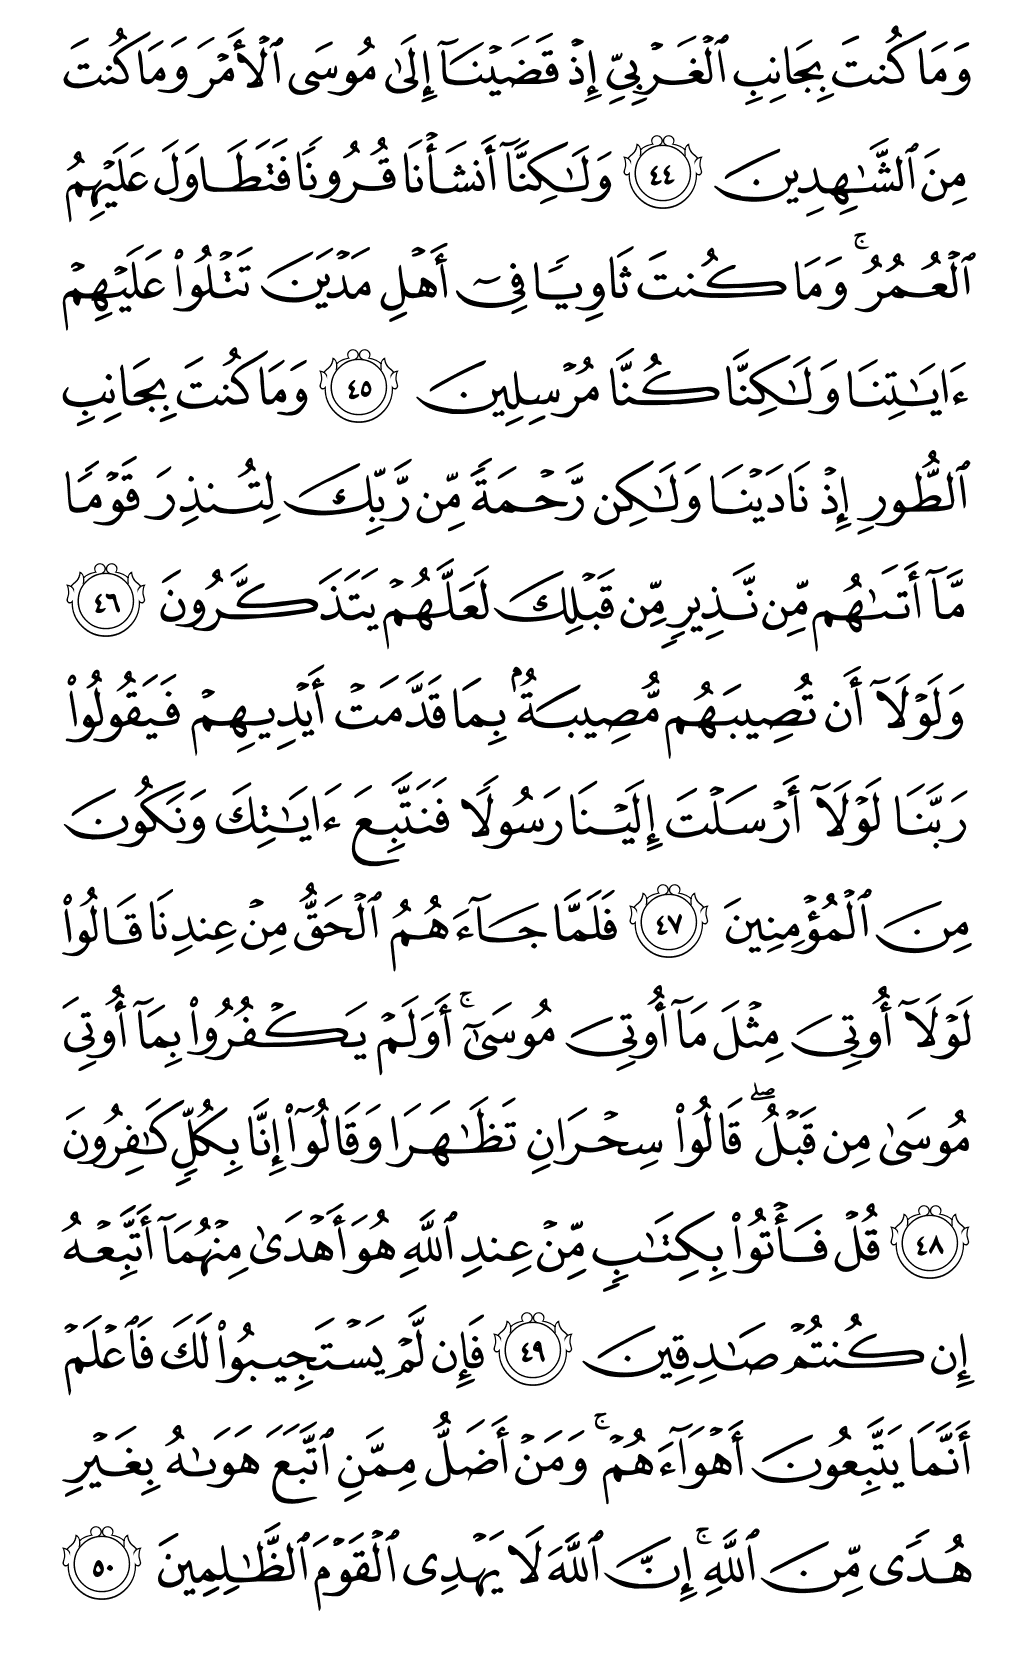 وَمَا كُنتَ بِجَانِبِ ٱلْغَرْبِىِّ إِذْ قَضَيْنَآ إِلَىٰ مُوسَى ٱلْأَمْرَ وَمَا كُنتَ
مِنَ ٱلشَّـٰهِدِينَ ٤٤ وَلَـٰكِنَّآ أَنشَأْنَا قُرُونًا فَتَطَاوَلَ عَلَيْهِمُ
ٱلْعُمُرُ ۚ وَمَا كُنتَ ثَاوِيًا فِىٓ أَهْلِ مَدْيَنَ تَتْلُوا۟ عَلَيْهِمْ
ءَايَـٰتِنَا وَلَـٰكِنَّا كُنَّا مُرْسِلِينَ ٤٥ وَمَا كُنتَ بِجَانِبِ
ٱلطُّورِ إِذْ نَادَيْنَا وَلَـٰكِن رَّحْمَةً مِّن رَّبِّكَ لِتُنذِرَ قَوْمًا
مَّآ أَتَىٰهُم مِّن نَّذِيرٍ مِّن قَبْلِكَ لَعَلَّهُمْ يَتَذَكَّرُونَ ٤٦
وَلَوْلَآ أَن تُصِيبَهُم مُّصِيبَةٌۢ بِمَا قَدَّمَتْ أَيْدِيهِمْ فَيَقُولُوا۟
رَبَّنَا لَوْلَآ أَرْسَلْتَ إِلَيْنَا رَسُولًا فَنَتَّبِعَ ءَايَـٰتِكَ وَنَكُونَ
مِنَ ٱلْمُؤْمِنِينَ ٤٧ فَلَمَّا جَآءَهُمُ ٱلْحَقُّ مِنْ عِندِنَا قَالُوا۟
لَوْلَآ أُوتِىَ مِثْلَ مَآ أُوتِىَ مُوسَىٰٓ ۚ أَوَلَمْ يَكْفُرُوا۟ بِمَآ أُوتِىَ
مُوسَىٰ مِن قَبْلُ ۖ قَالُوا۟ سِحْرَانِ تَظَـٰهَرَا وَقَالُوٓا۟ إِنَّا بِكُلٍّ كَـٰفِرُونَ
٤٨ قُلْ فَأْتُوا۟ بِكِتَـٰبٍ مِّنْ عِندِ ٱللَّهِ هُوَ أَهْدَىٰ مِنْهُمَآ أَتَّبِعْهُ
إِن كُنتُمْ صَـٰدِقِينَ ٤٩ فَإِن لَّمْ يَسْتَجِيبُوا۟ لَكَ فَٱعْلَمْ
أَنَّمَا يَتَّبِعُونَ أَهْوَآءَهُمْ ۚ وَمَنْ أَضَلُّ مِمَّنِ ٱتَّبَعَ هَوَىٰهُ بِغَيْرِ
هُدًى مِّنَ ٱللَّهِ ۚ إِنَّ ٱللَّهَ لَا يَهْدِى ٱلْقَوْمَ ٱلظَّـٰلِمِينَ ٥٠